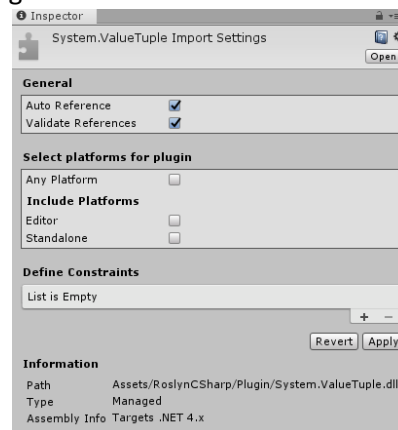 Inspector
System.ValueTuple Import Settings
Open
General
Auto Reference
Validate References
Select platforms for plugin
Any Platform
Include Platforms
Editor
Standalone
Define Constraints
List is Empty
+ −
Revert Apply
Information
Path Assets/RoslynCSharp/Plugin/System.ValueTuple.dll
Type Managed
Assembly Info Targets .NET 4.x